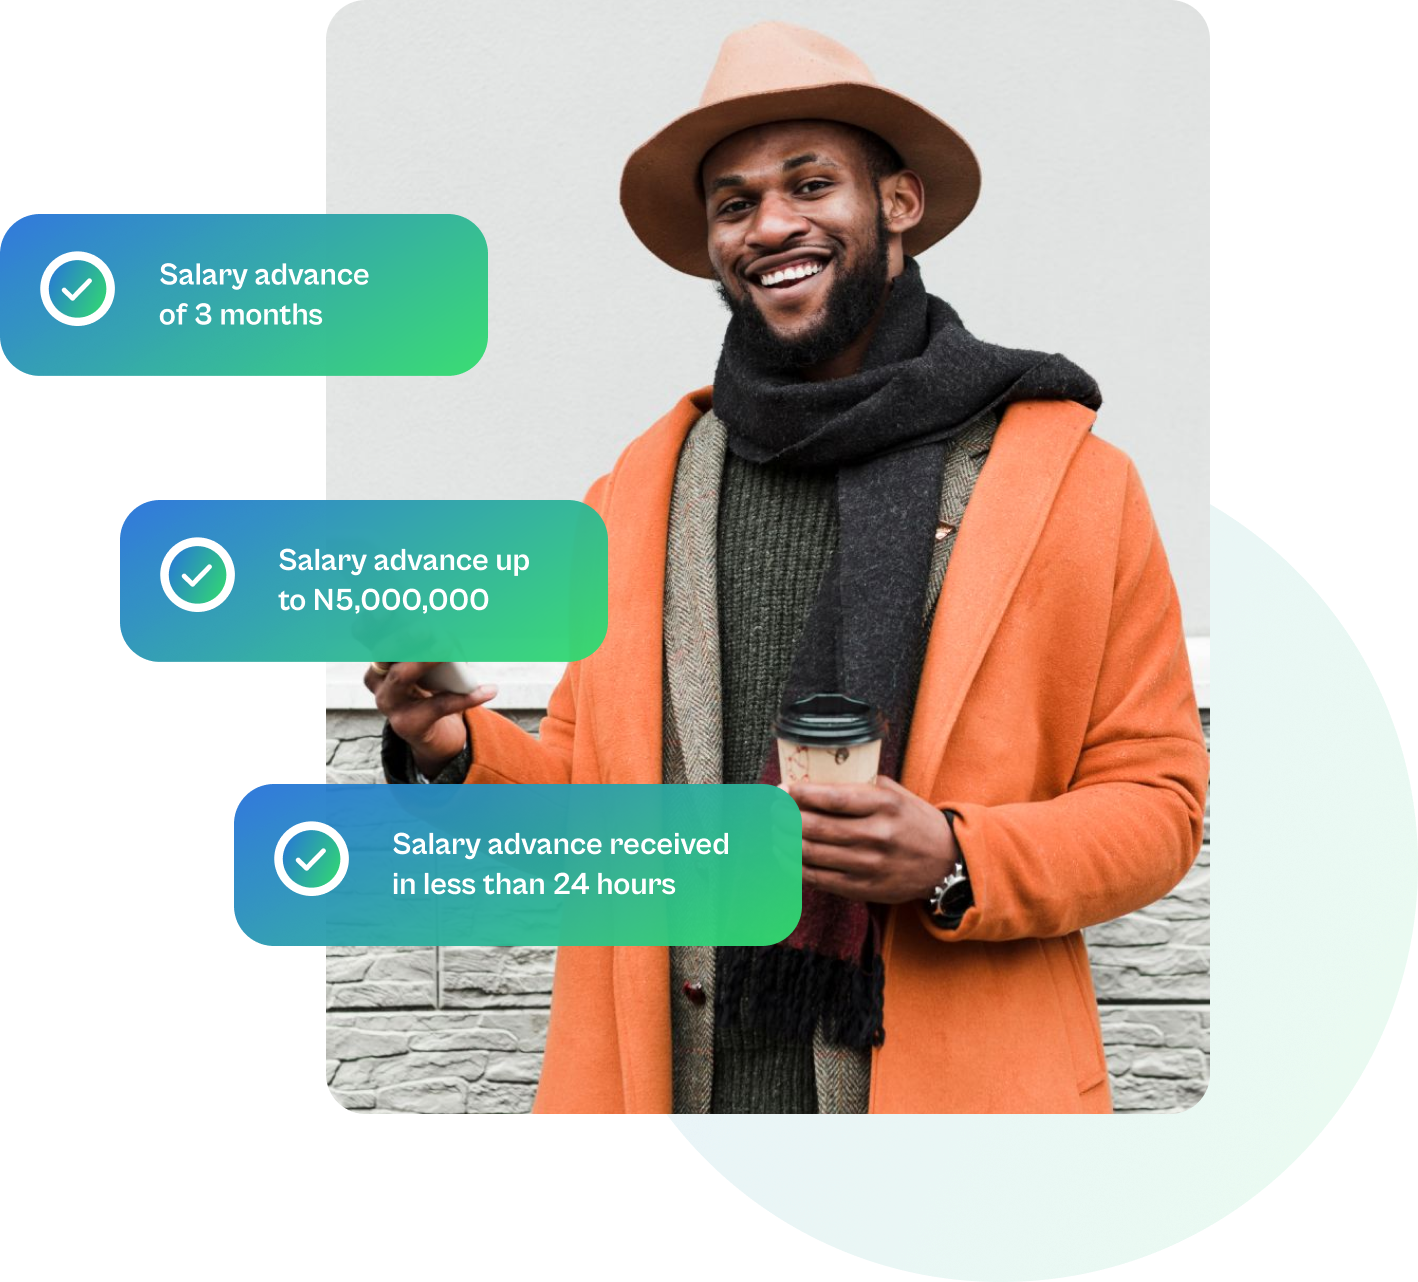 Salary advance
of 3 months
Salary advance up
to N5,000,000
Salary advance received
in less than 24 hours